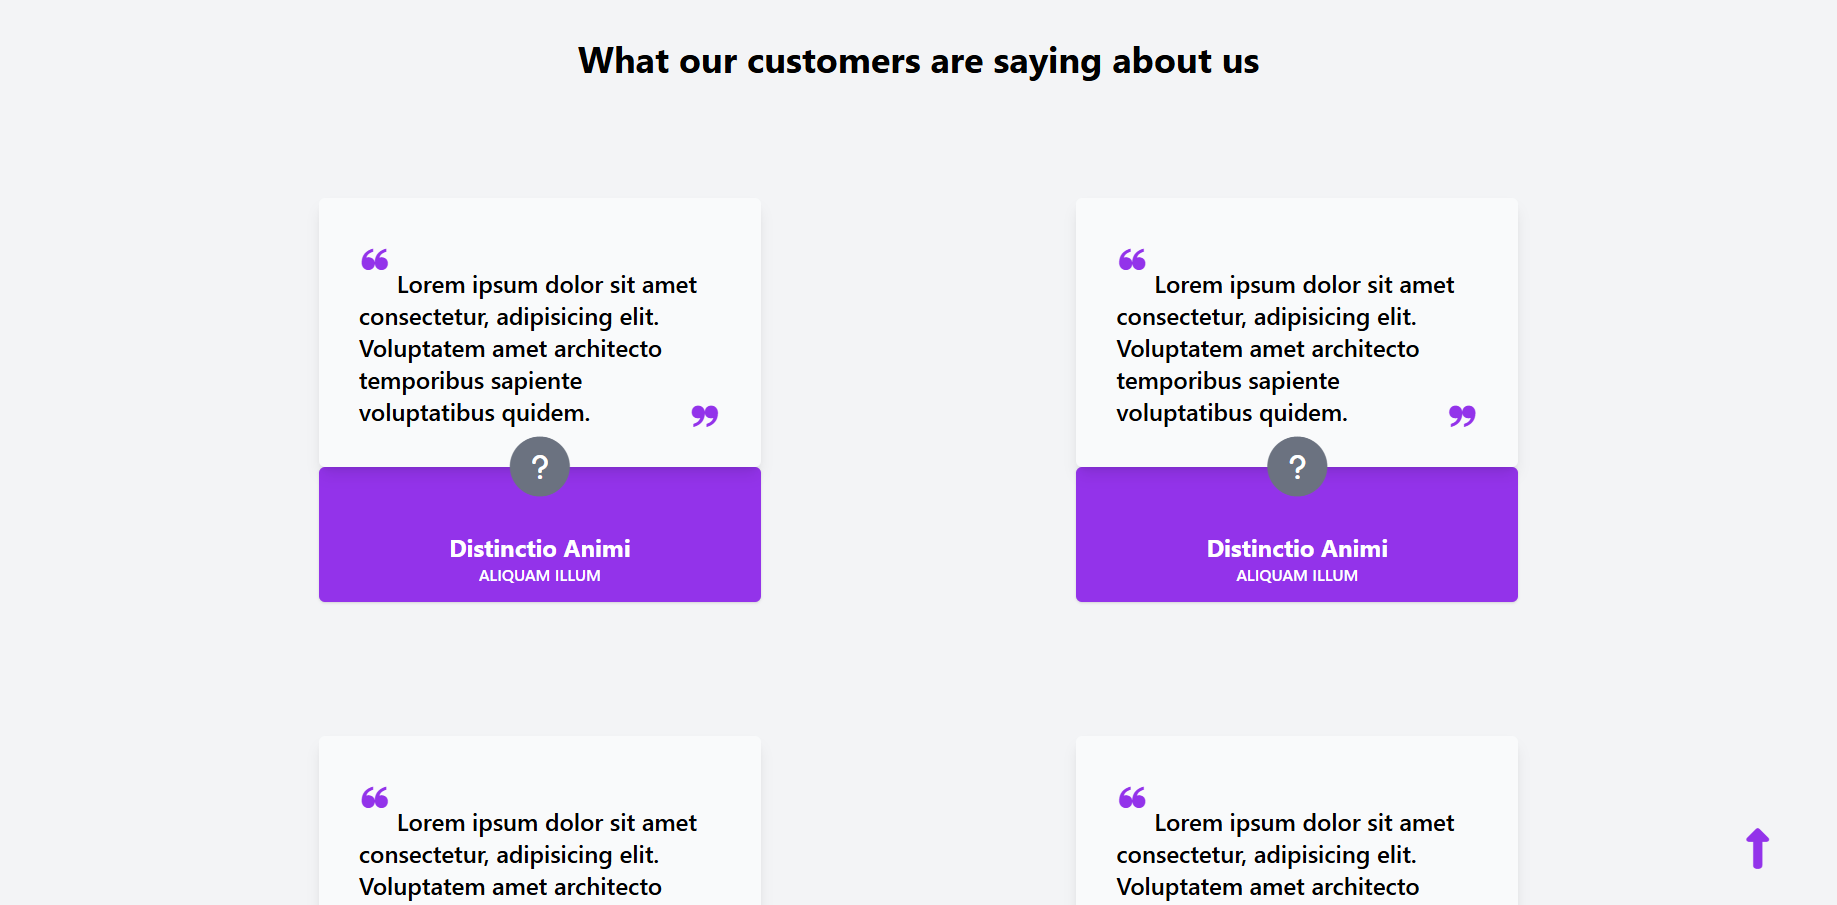 What our customers are saying about us
❝ Lorem ipsum dolor sit amet
consectetur, adipisicing elit.
Voluptatem amet architecto
temporibus sapiente
voluptatibus quidem. ❞
?
Distinctio Animi
ALIQUAM ILLUM
❝ Lorem ipsum dolor sit amet
consectetur, adipisicing elit.
Voluptatem amet architecto
temporibus sapiente
voluptatibus quidem. ❞
?
Distinctio Animi
ALIQUAM ILLUM
❝ Lorem ipsum dolor sit amet
consectetur, adipisicing elit.
Voluptatem amet architecto
❝ Lorem ipsum dolor sit amet
consectetur, adipisicing elit.
Voluptatem amet architecto